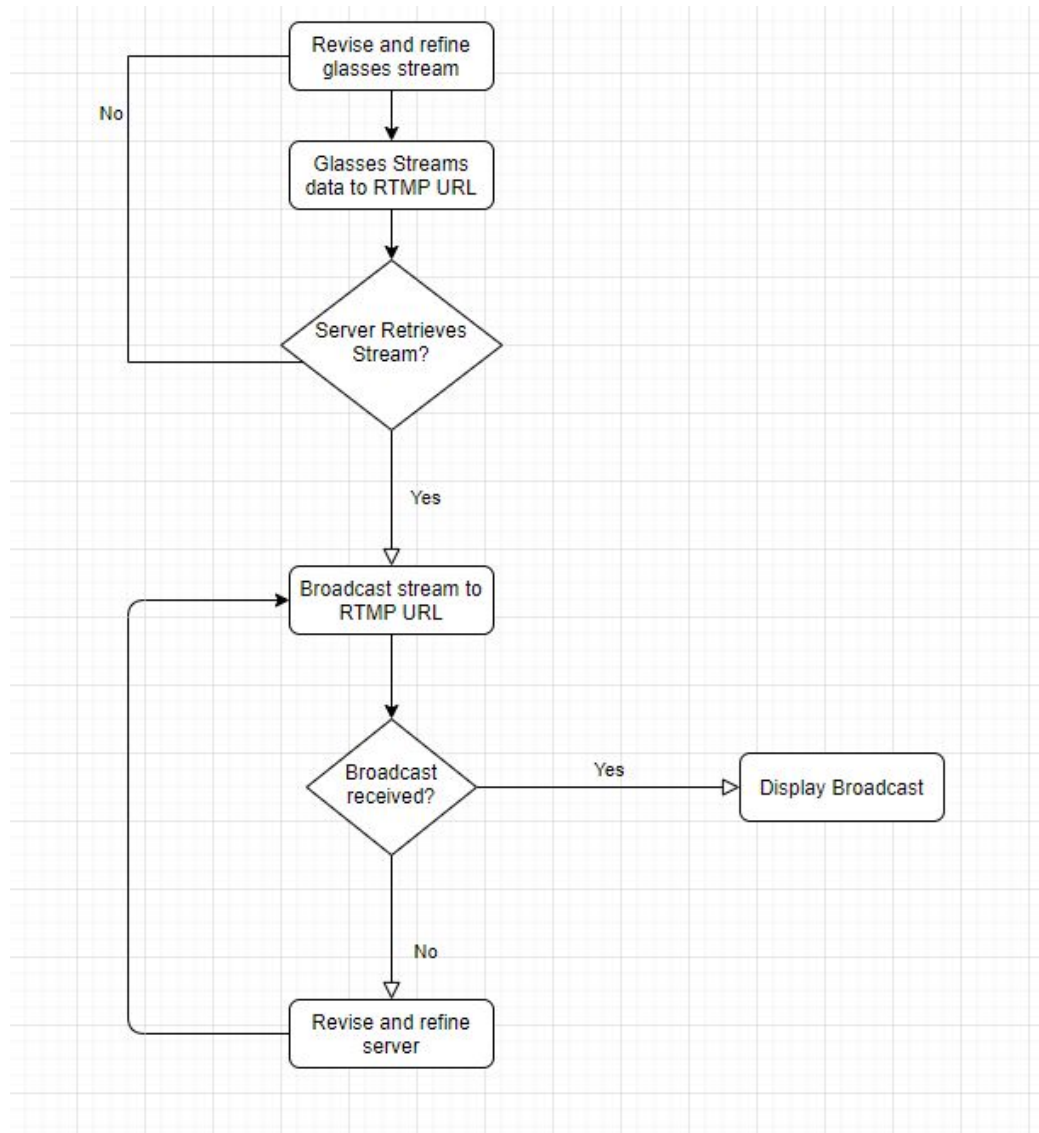 Revise and refine
glasses stream
No
Glasses Streams
data to RTMP URL
Server Retrieves
Stream?
Yes
Broadcast stream to
RTMP URL
Broadcast
received?
Yes
Display Broadcast
No
Revise and refine
server